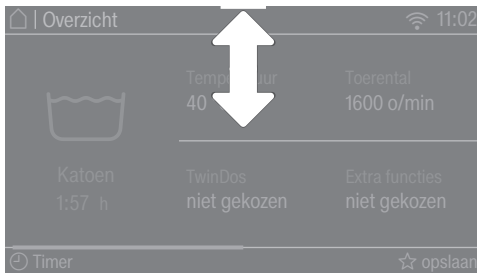 | Overzicht 11:02
Toerental
40 1600 o/min
Katoen TwinDos Extra functies
1:57 h niet gekozen niet gekozen
Timer opslaan